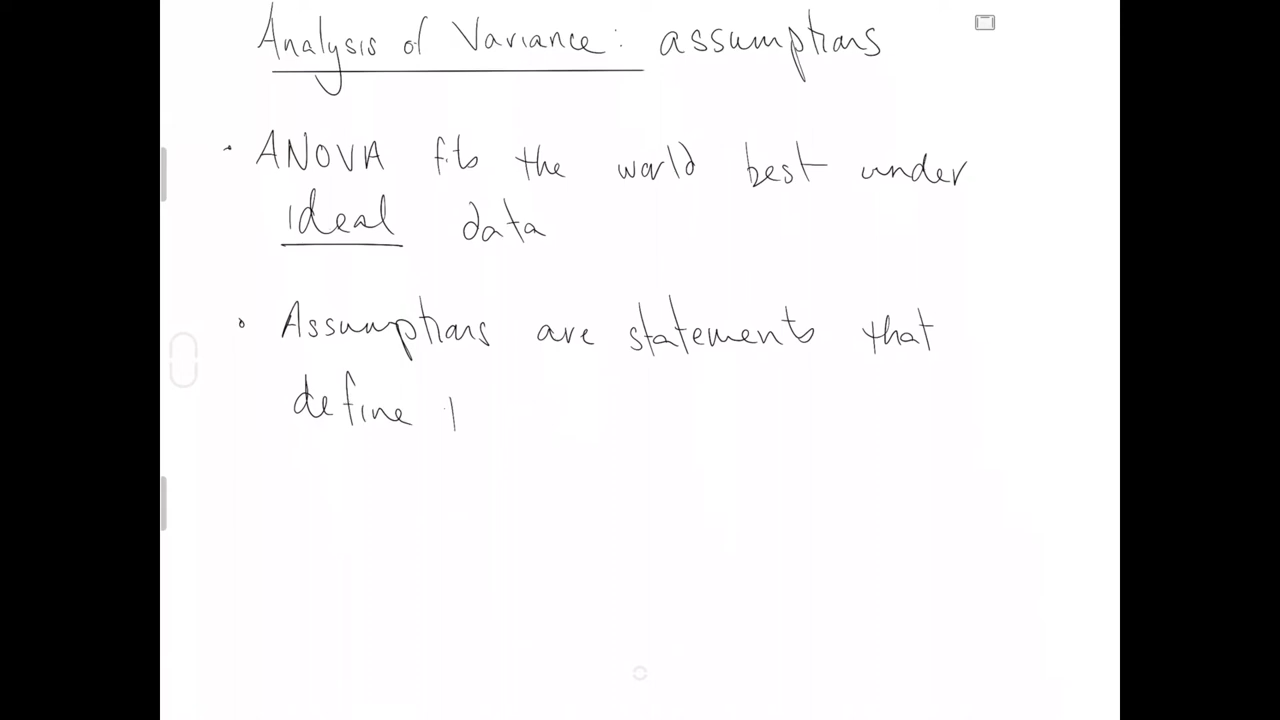 Analysis of Variance: assumptions
• ANOVA fits the world best under
ideal data
• Assumptions are statements that
define